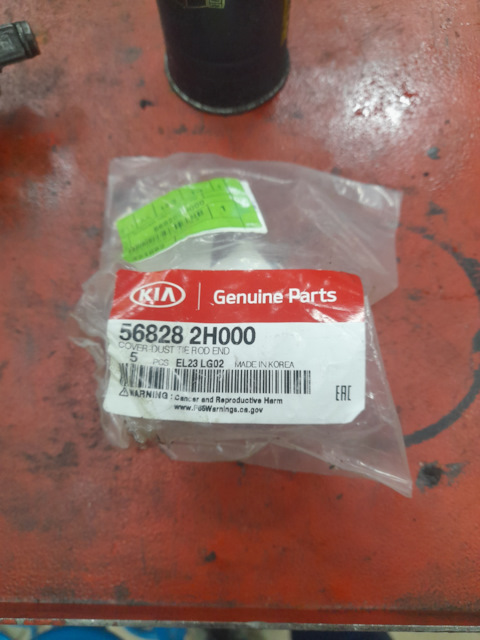 KIA Genuine Parts
56828 2H000
COVER-DUST TIE ROD END
5 PCS EL23 LG02 MADE IN KOREA
WARNING : Cancer and Reproductive Harm
www.P65Warnings.ca.gov
EAC